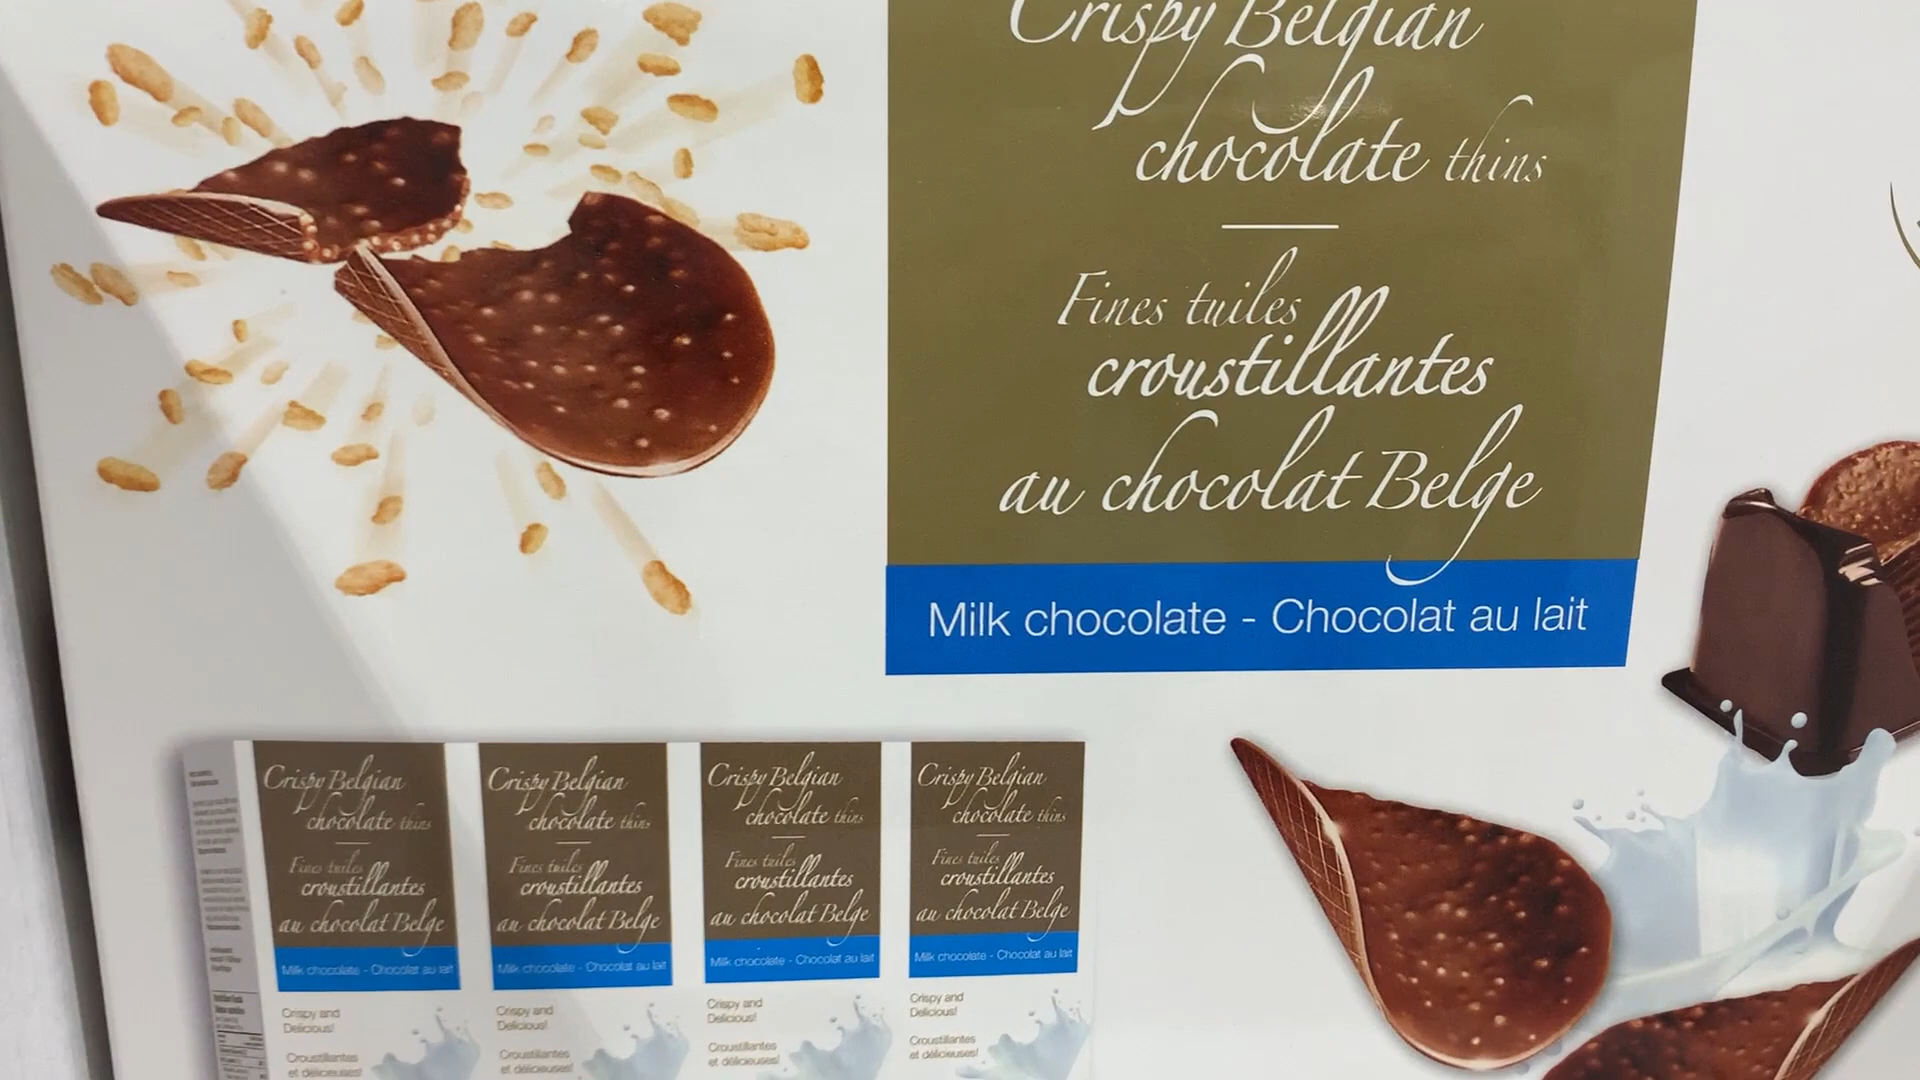 Crispy Belgian
chocolate thins
Fines tuiles
croustillantes
au chocolat Belge
Milk chocolate - Chocolat au lait
Crispy Belgian
chocolate thins
Fines tuiles
croustillantes
au chocolat Belge
Milk chocolate - Chocolat au lait
Crispy and
Delicious!
Croustillantes
et délicieuses!
Crispy Belgian
chocolate thins
Fines tuiles
croustillantes
au chocolat Belge
Milk chocolate - Chocolat au lait
Crispy and
Delicious!
Croustillantes
et délicieuses!
Crispy Belgian
chocolate thins
Fines tuiles
croustillantes
au chocolat Belge
Milk chocolate - Chocolat au lait
Crispy and
Delicious!
Croustillantes
et délicieuses!
Crispy Belgian
chocolate thins
Fines tuiles
croustillantes
au chocolat Belge
Milk chocolate - Chocolat au lait
Crispy and
Delicious!
Croustillantes
et délicieuses!